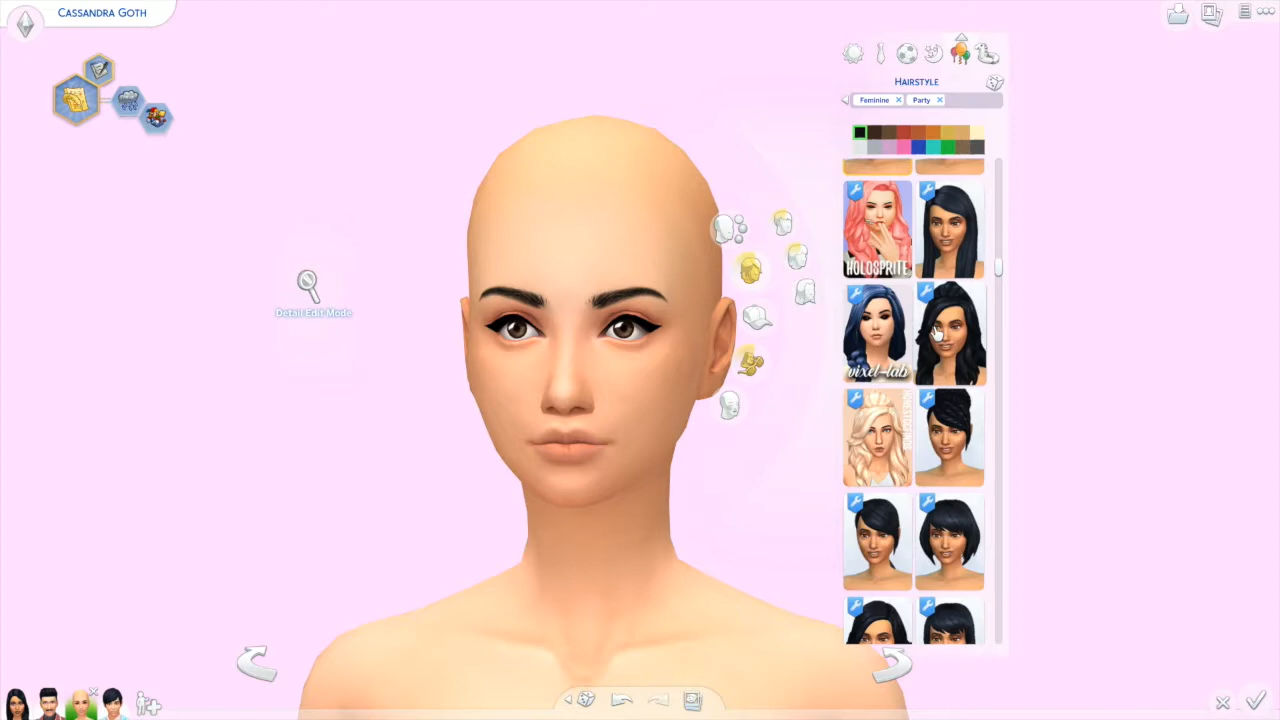 Cassandra Goth
Hairstyle
Feminine
Party
HOLOSPRITE
Detail Edit Mode
vixel-lab